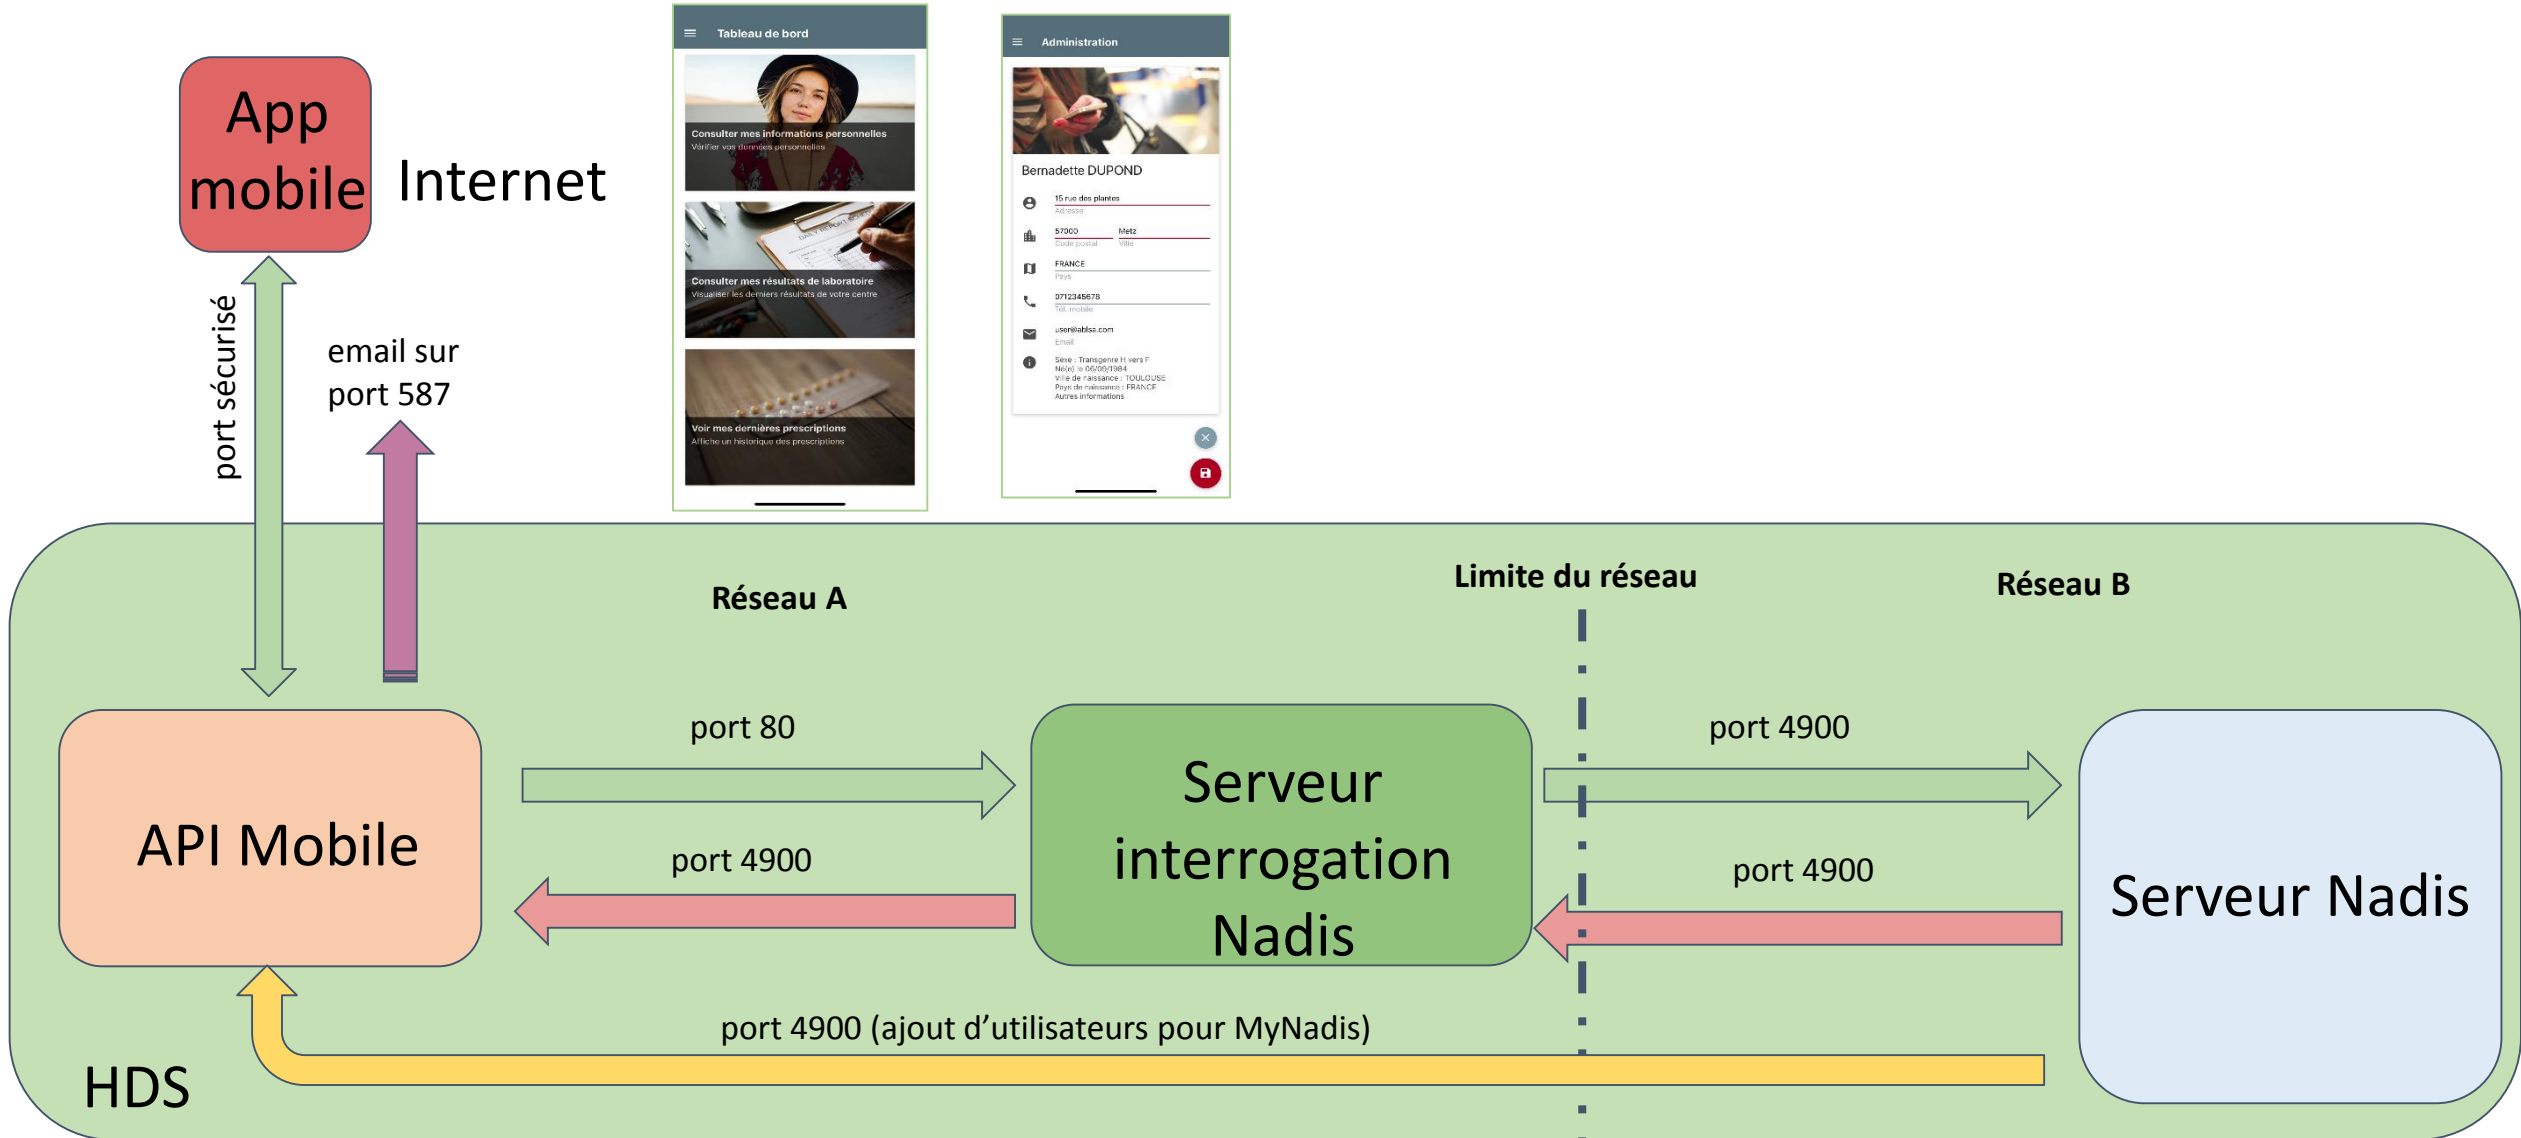 App
mobile
Internet
port sécurisé
email sur
port 587
Tableau de bord
Consulter mes informations personnelles
Vérifier vos données personnelles
DAILY REPORT
Consulter mes résultats de laboratoire
Visualiser les derniers résultats de votre centre
Voir mes dernières prescriptions
Affiche un historique des prescriptions
Administration
Bernadette DUPOND
15 rue des plantes
Adresse
57000 Metz
Code postal Ville
FRANCE
Pays
0712345678
Tél. mobile
user@ablsa.com
Email
Sexe : Transgenre H vers F
Né(e) le 06/09/1984
Ville de naissance : TOULOUSE
Pays de naissance : FRANCE
Autres informations
Réseau A
Limite du réseau
Réseau B
port 80
port 4900
API Mobile
Serveur
interrogation
Nadis
port 4900
port 4900
Serveur Nadis
port 4900 (ajout d’utilisateurs pour MyNadis)
HDS